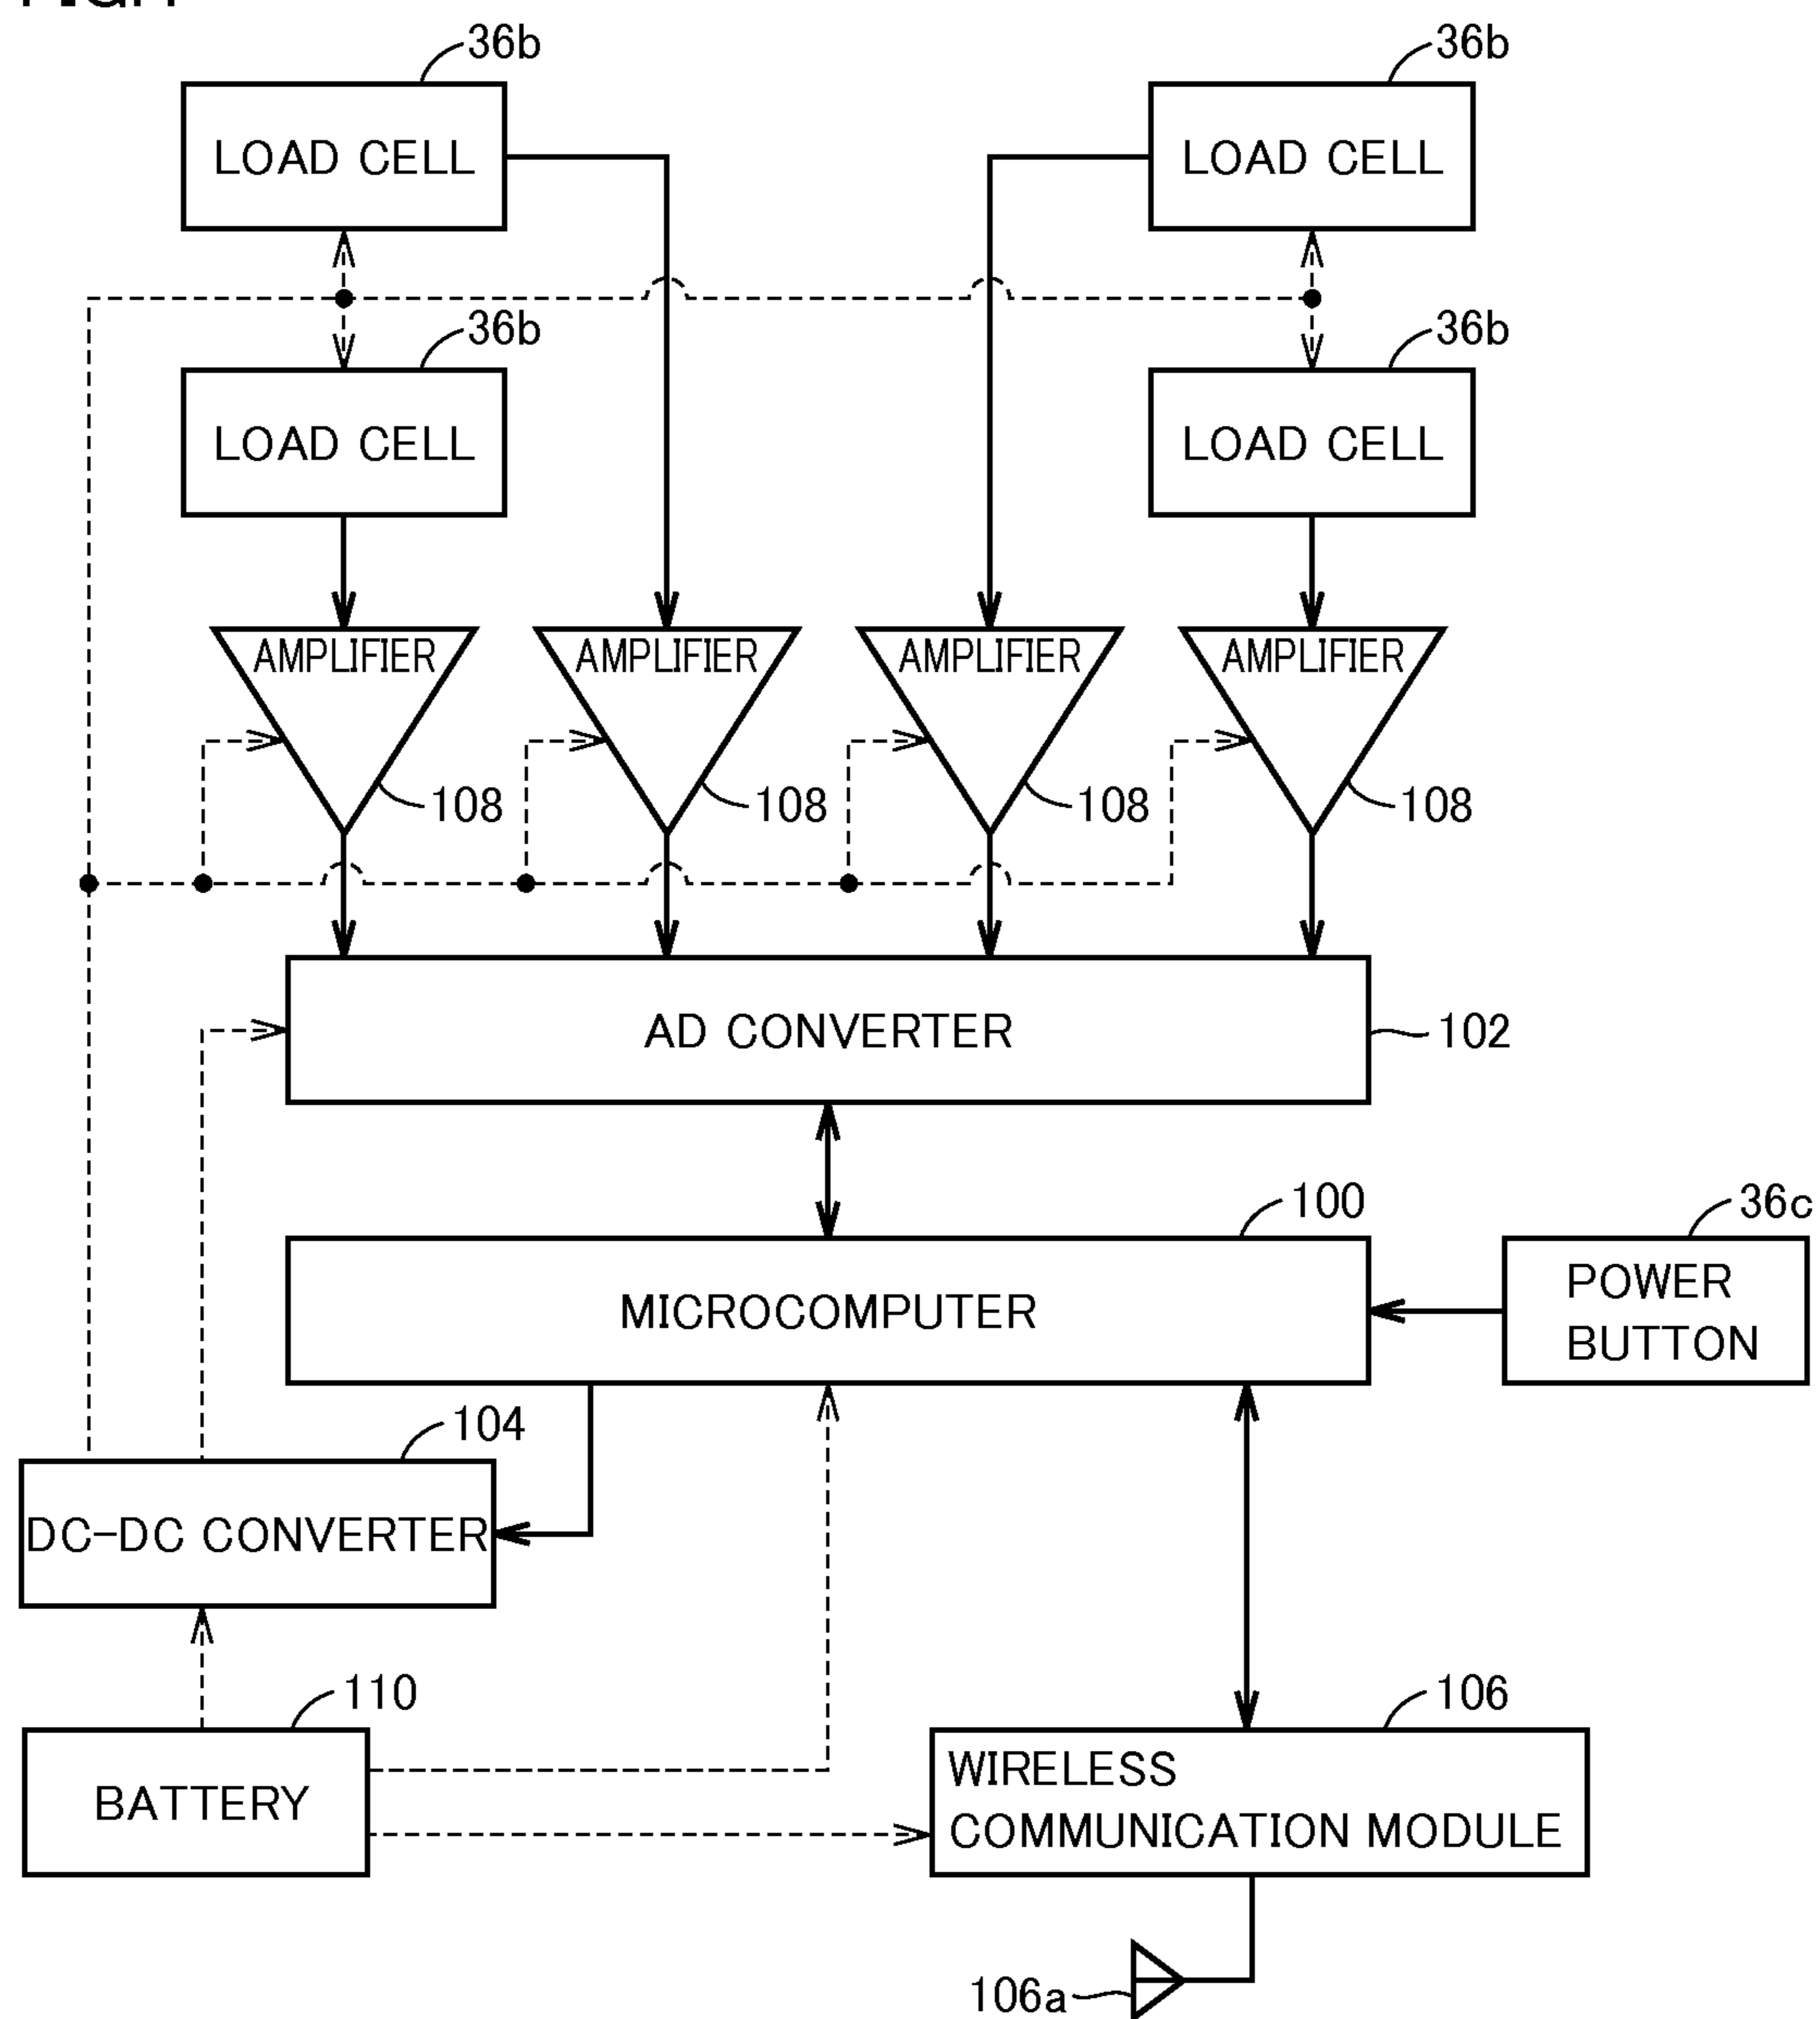 36b
36b
LOAD CELL
LOAD CELL
36b
36b
LOAD CELL
LOAD CELL
AMPLIFIER
AMPLIFIER
AMPLIFIER
AMPLIFIER
108
108
108
108
AD CONVERTER
102
100
36c
MICROCOMPUTER
POWER
BUTTON
104
DC-DC CONVERTER
110
106
BATTERY
WIRELESS
COMMUNICATION MODULE
106a